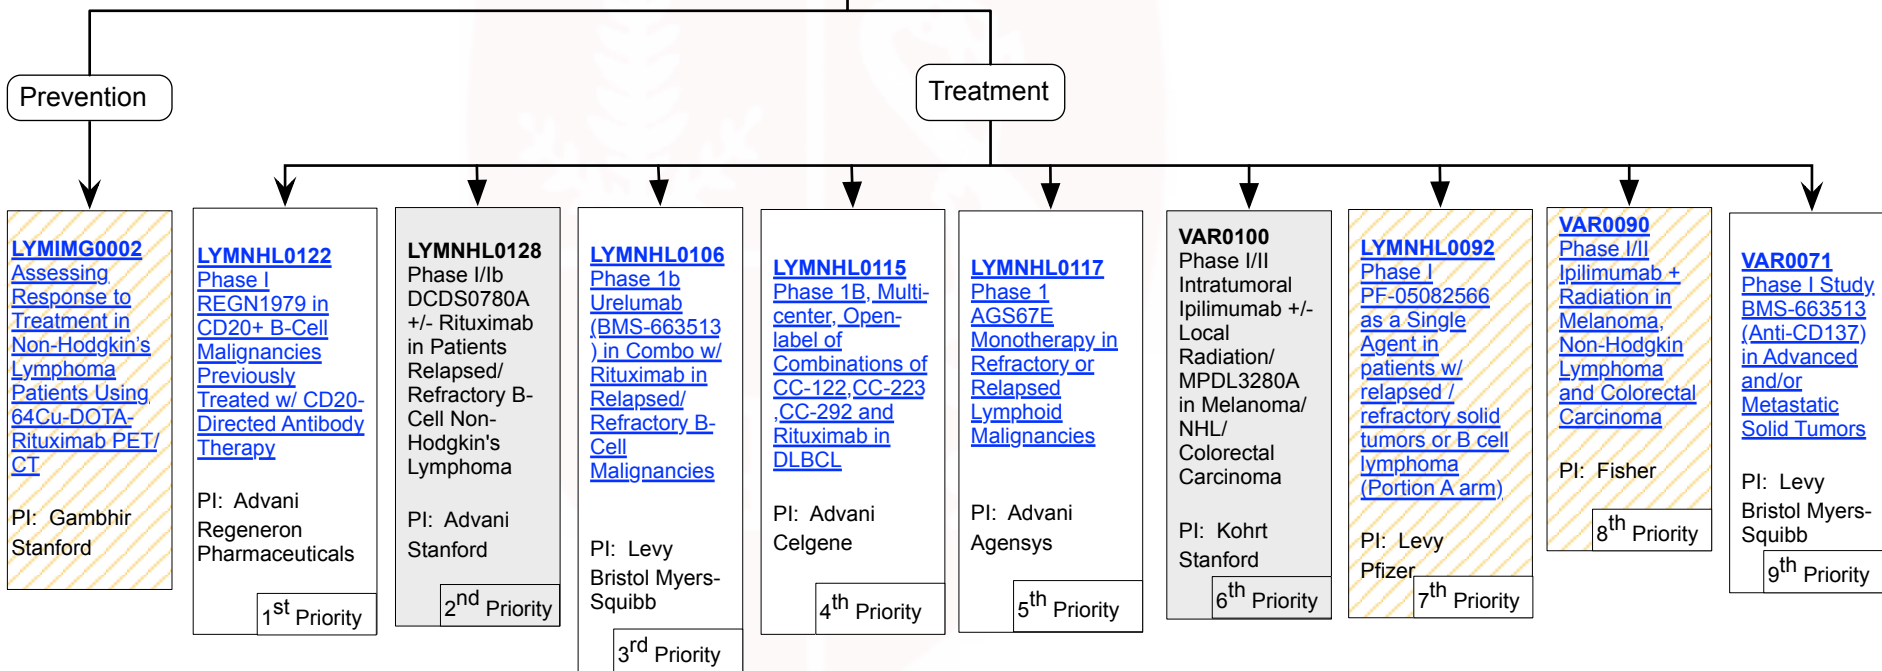 Prevention
Treatment
LYMIMG0002
Assessing
Response to
Treatment in
Non-Hodgkin's
Lymphoma
Patients Using
64Cu-DOTA-
Rituximab PET/
CT
PI: Gambhir
Stanford
LYMNHL0122
Phase I
REGN1979 in
CD20+ B-Cell
Malignancies
Previously
Treated w/ CD20-
Directed Antibody
Therapy
PI: Advani
Regeneron
Pharmaceuticals
1st Priority
LYMNHL0128
Phase I/Ib
DCDS0780A
+/- Rituximab
in Patients
Relapsed/
Refractory B-
Cell Non-
Hodgkin's
Lymphoma
PI: Advani
Stanford
2nd Priority
LYMNHL0106
Phase 1b
Urelumab
(BMS-663513
) in Combo w/
Rituximab in
Relapsed/
Refractory B-
Cell
Malignancies
PI: Levy
Bristol Myers-
Squibb
3rd Priority
LYMNHL0115
Phase 1B, Multi-
center, Open-
label of
Combinations of
CC-122,CC-223
,CC-292 and
Rituximab in
DLBCL
PI: Advani
Celgene
4th Priority
LYMNHL0117
Phase 1
AGS67E
Monotherapy in
Refractory or
Relapsed
Lymphoid
Malignancies
PI: Advani
Agensys
5th Priority
VAR0100
Phase I/II
Intratumoral
Ipilimumab +/-
Local
Radiation/
MPDL3280A
in Melanoma/
NHL/
Colorectal
Carcinoma
PI: Kohrt
Stanford
6th Priority
LYMNHL0092
Phase I
PF-05082566
as a Single
Agent in
patients w/
relapsed /
refractory solid
tumors or B cell
lymphoma
(Portion A arm)
PI: Levy
Pfizer
7th Priority
VAR0090
Phase I/II
Ipilimumab +
Radiation in
Melanoma,
Non-Hodgkin
Lymphoma
and Colorectal
Carcinoma
PI: Fisher
8th Priority
VAR0071
Phase I Study
BMS-663513
(Anti-CD137)
in Advanced
and/or
Metastatic
Solid Tumors
PI: Levy
Bristol Myers-
Squibb
9th Priority